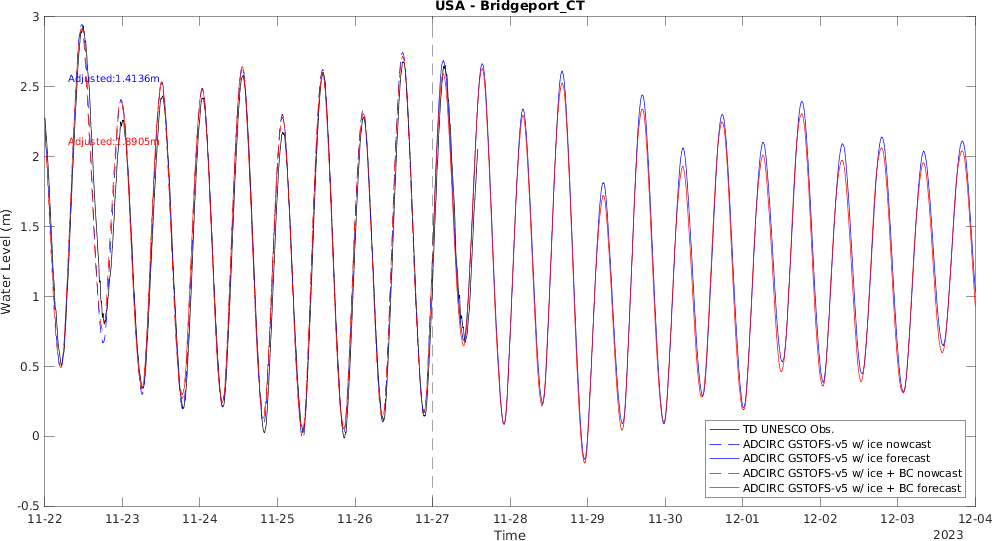 USA - Bridgeport_CT
Water Level (m)
3
2.5
2
1.5
1
0.5
0
-0.5
Adjusted:1.4136m
Adjusted:1.8905m
TD UNESCO Obs.
ADCIRC GSTOFS-v5 w/ ice nowcast
ADCIRC GSTOFS-v5 w/ ice forecast
ADCIRC GSTOFS-v5 w/ ice + BC nowcast
ADCIRC GSTOFS-v5 w/ ice + BC forecast
11-22 11-23 11-24 11-25 11-26 11-27 11-28 11-29 11-30 12-01 12-02 12-03 12-04
Time
2023